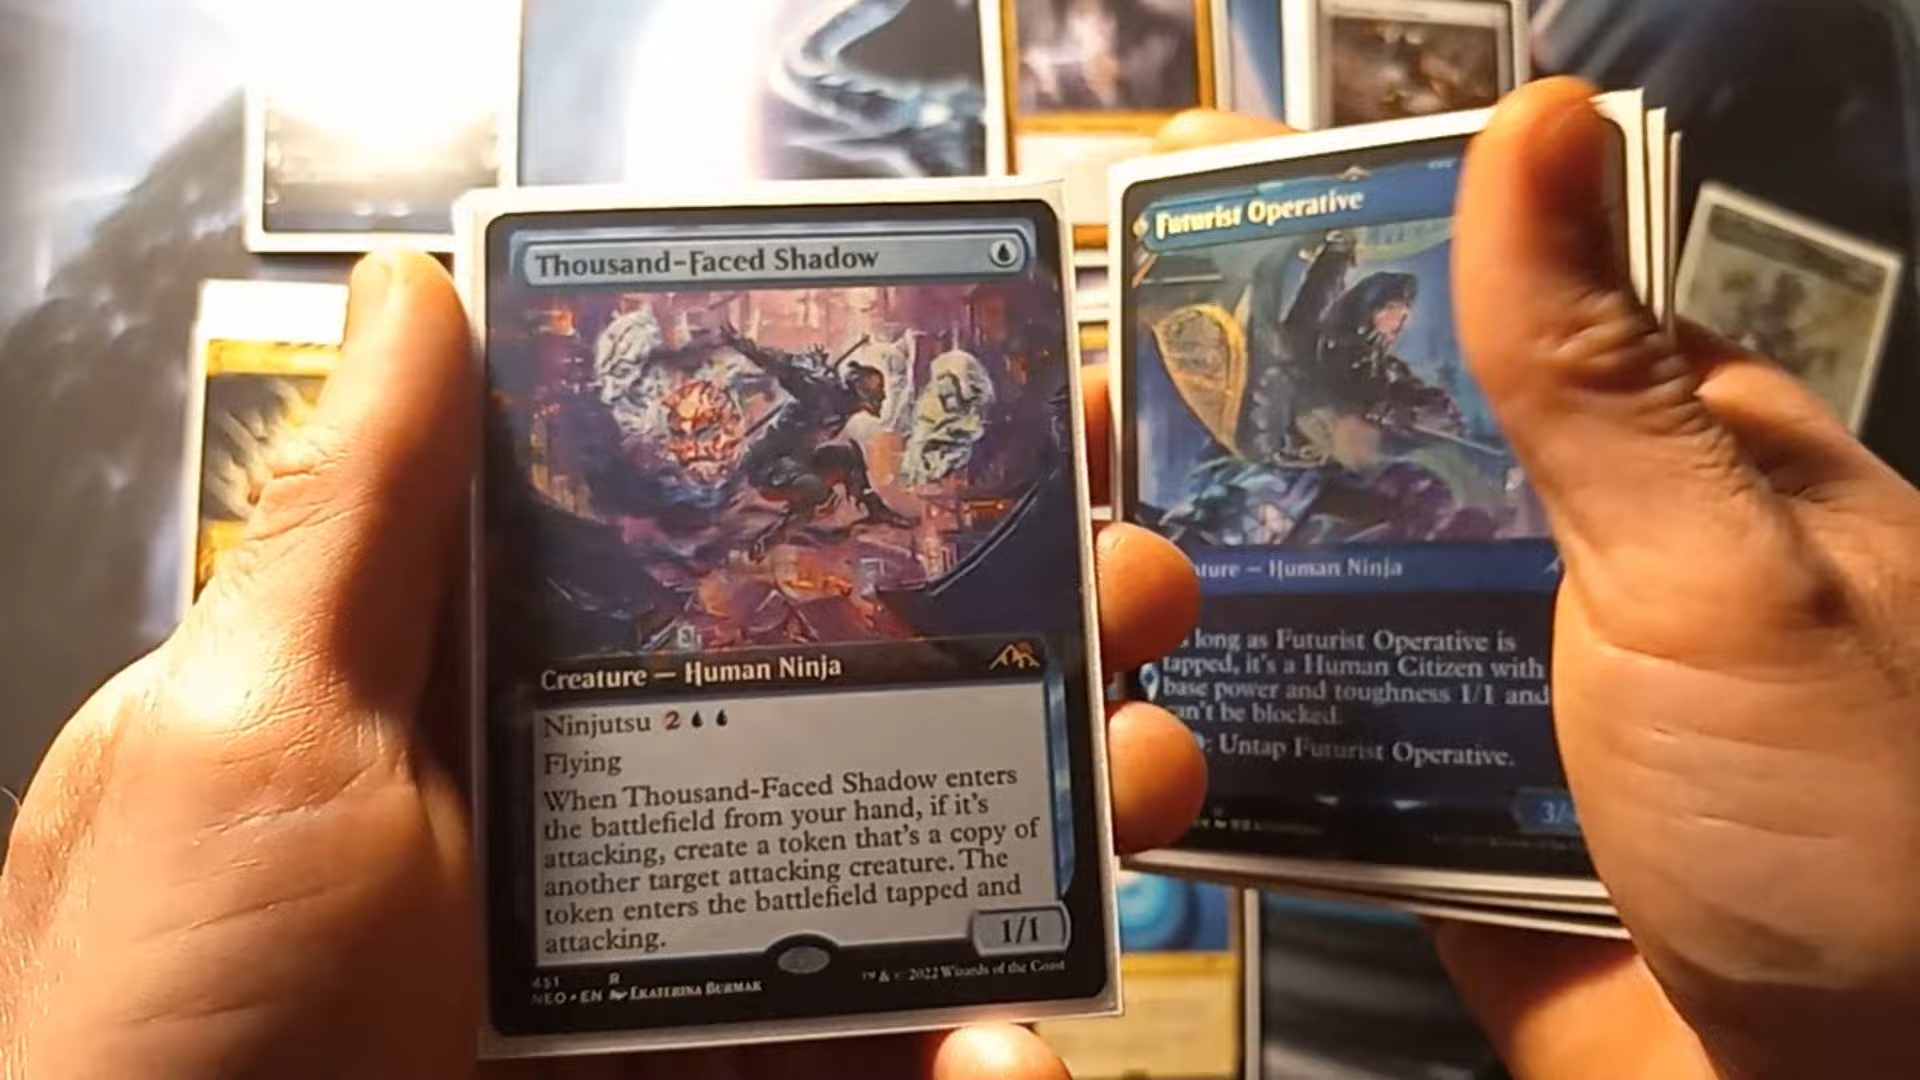 Thousand-Faced Shadow
Creature — Human Ninja
Ninjutsu 2
Flying
When Thousand-Faced Shadow enters
the battlefield from your hand, if it's
attacking, create a token that's a copy of
another target attacking creature. The
token enters the battlefield tapped and
attacking.
1/1
451 R
NEO • EN EKATERINA BURMAK
™ & © 2022 Wizards of the Coast
Futurist Operative
ture — Human Ninja
long as Futurist Operative is
tapped, it's a Human Citizen with
base power and toughness 1/1 and
can't be blocked.
: Untap Futurist Operative.
3/